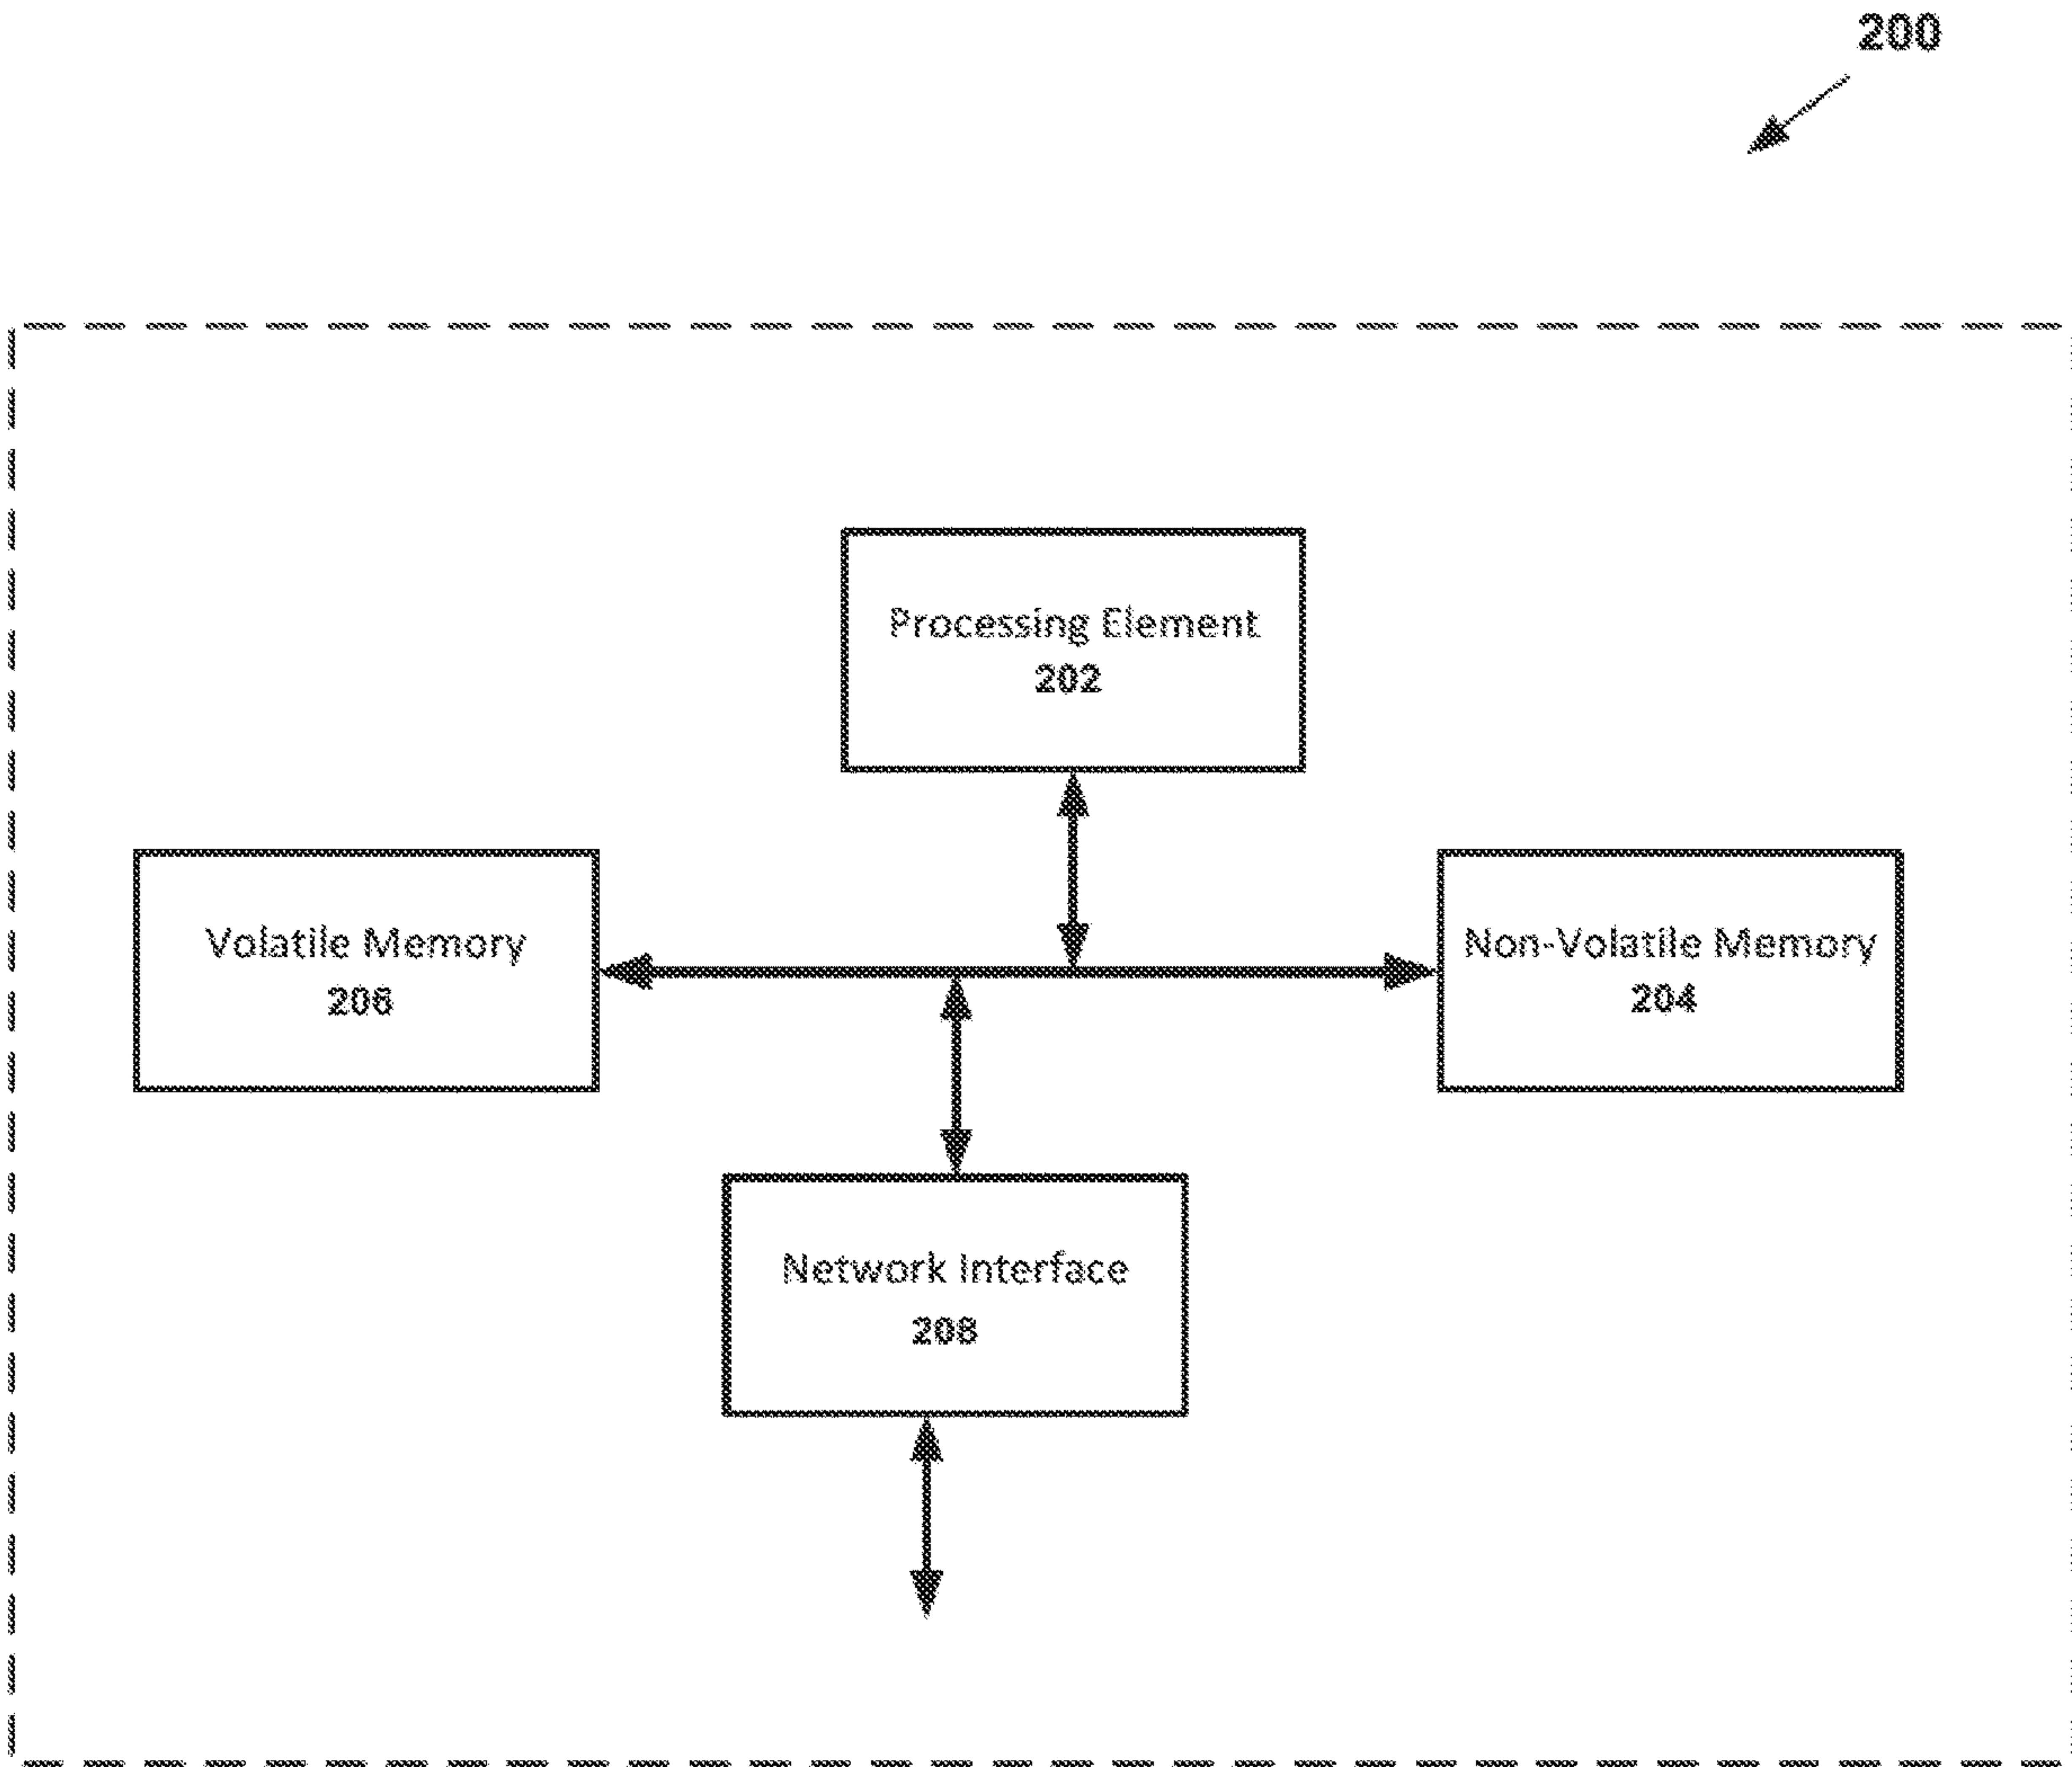 200
Processing Element
202
Volatile Memory
206
Non-Volatile Memory
204
Network Interface
208